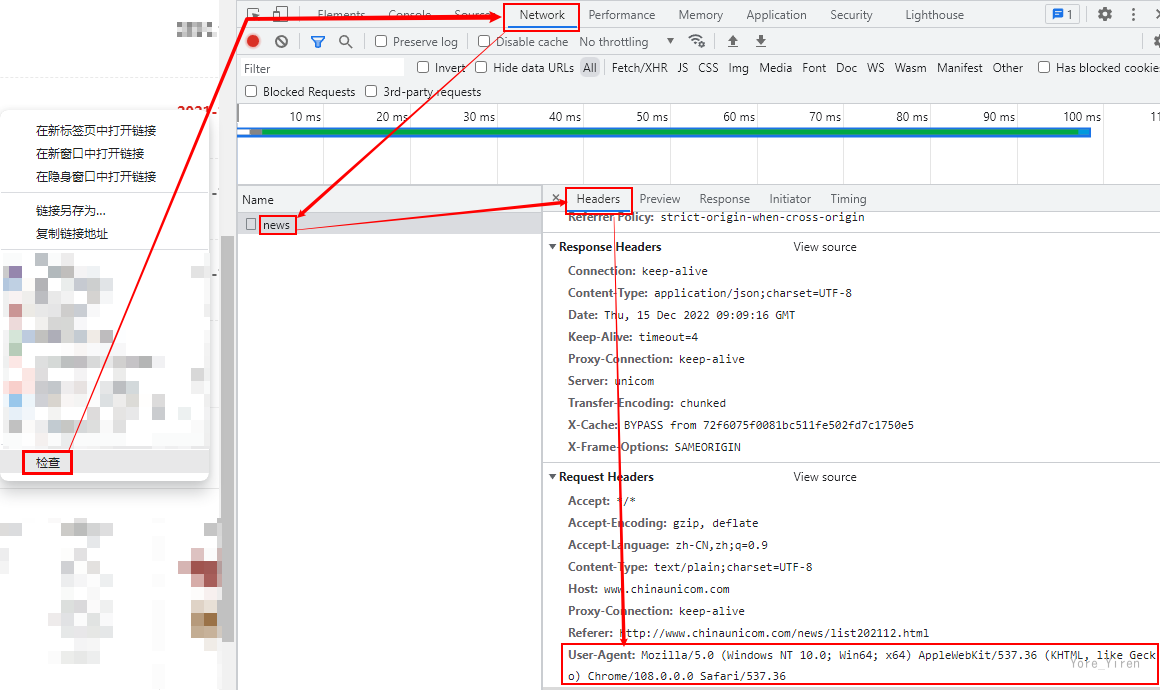 Elements Console Sources Network Performance Memory Application Security Lighthouse 1
Preserve log Disable cache No throttling
Filter Invert Hide data URLs All Fetch/XHR JS CSS Img Media Font Doc WS Wasm Manifest Other Has blocked cookie
Blocked Requests 3rd-party requests
10 ms 20 ms 30 ms 40 ms 50 ms 60 ms 70 ms 80 ms 90 ms 100 ms 11
2021-
在新标签页中打开链接
在新窗口中打开链接
在隐身窗口中打开链接
链接另存为...
复制链接地址
检查
Name
news
Headers Preview Response Initiator Timing
Referrer Policy: strict-origin-when-cross-origin
Response Headers View source
Connection: keep-alive
Content-Type: application/json;charset=UTF-8
Date: Thu, 15 Dec 2022 09:09:16 GMT
Keep-Alive: timeout=4
Proxy-Connection: keep-alive
Server: unicom
Transfer-Encoding: chunked
X-Cache: BYPASS from 72f6075f0081bc511fe502fd7c1750e5
X-Frame-Options: SAMEORIGIN
Request Headers View source
Accept: */*
Accept-Encoding: gzip, deflate
Accept-Language: zh-CN,zh;q=0.9
Content-Type: text/plain;charset=UTF-8
Host: www.chinaunicom.com
Proxy-Connection: keep-alive
Referer: http://www.chinaunicom.com/news/list202112.html
User-Agent: Mozilla/5.0 (Windows NT 10.0; Win64; x64) AppleWebKit/537.36 (KHTML, like Geck
o) Chrome/108.0.0.0 Safari/537.36
Yore_Yiren